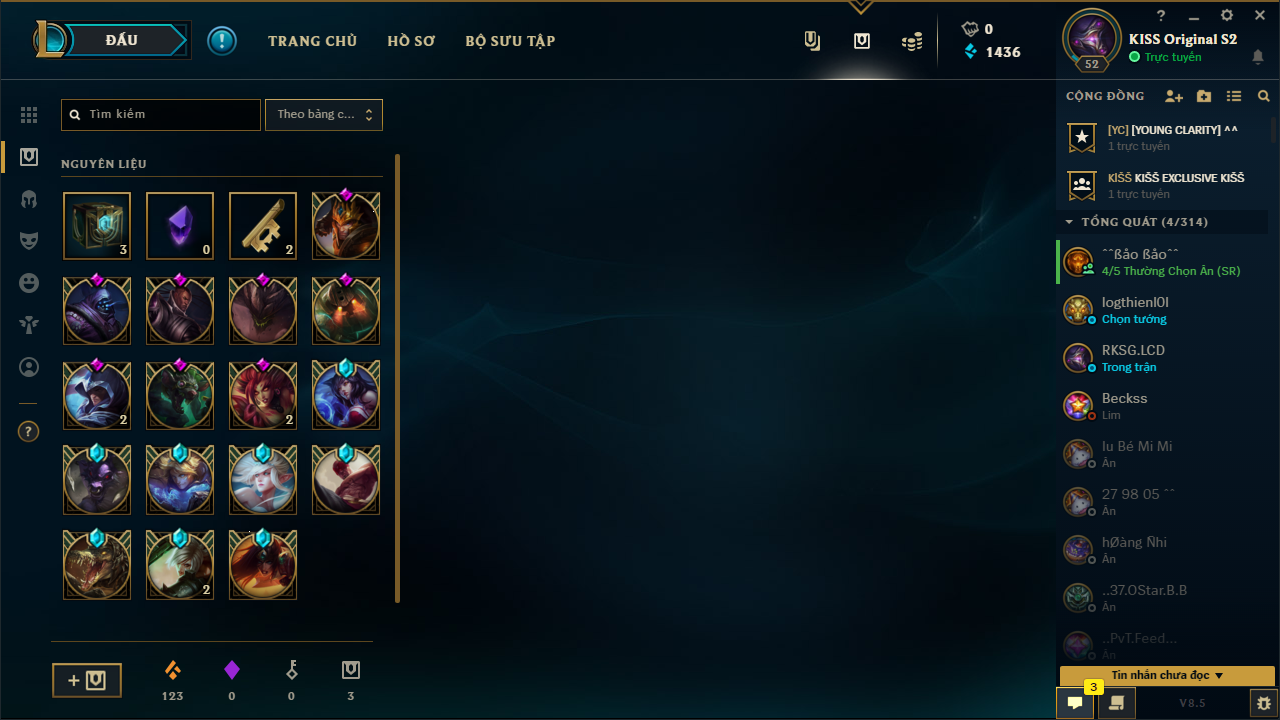 ĐẤU
TRANG CHỦ
HỒ SƠ
BỘ SƯU TẬP
0
1436
52
KISS Original S2
Trực tuyến
Tìm kiếm
Theo bảng c...
NGUYÊN LIỆU
3
0
2
2
2
2
123
0
0
3
CỘNG ĐỒNG
[YC] [YOUNG CLARITY] ^^
1 trực tuyến
KIŠŠ KIŠŠ EXCLUSIVE KIŠŠ
1 trực tuyến
TỔNG QUÁT (4/314)
ˆˆßåo ßåoˆˆ
4/5 Thường Chọn Ẩn (SR)
logthienl0l
Chọn tướng
RKSG.LCD
Trong trận
Beckss
Lim
Iu Bé Mi Mi
Ẩn
27 98 05 ˆˆ
Ẩn
hØàng Ñhi
Ẩn
..37.OStar.B.B
Ẩn
..PvT.Feed...
Ẩn
Tin nhắn chưa đọc
3
V8.5